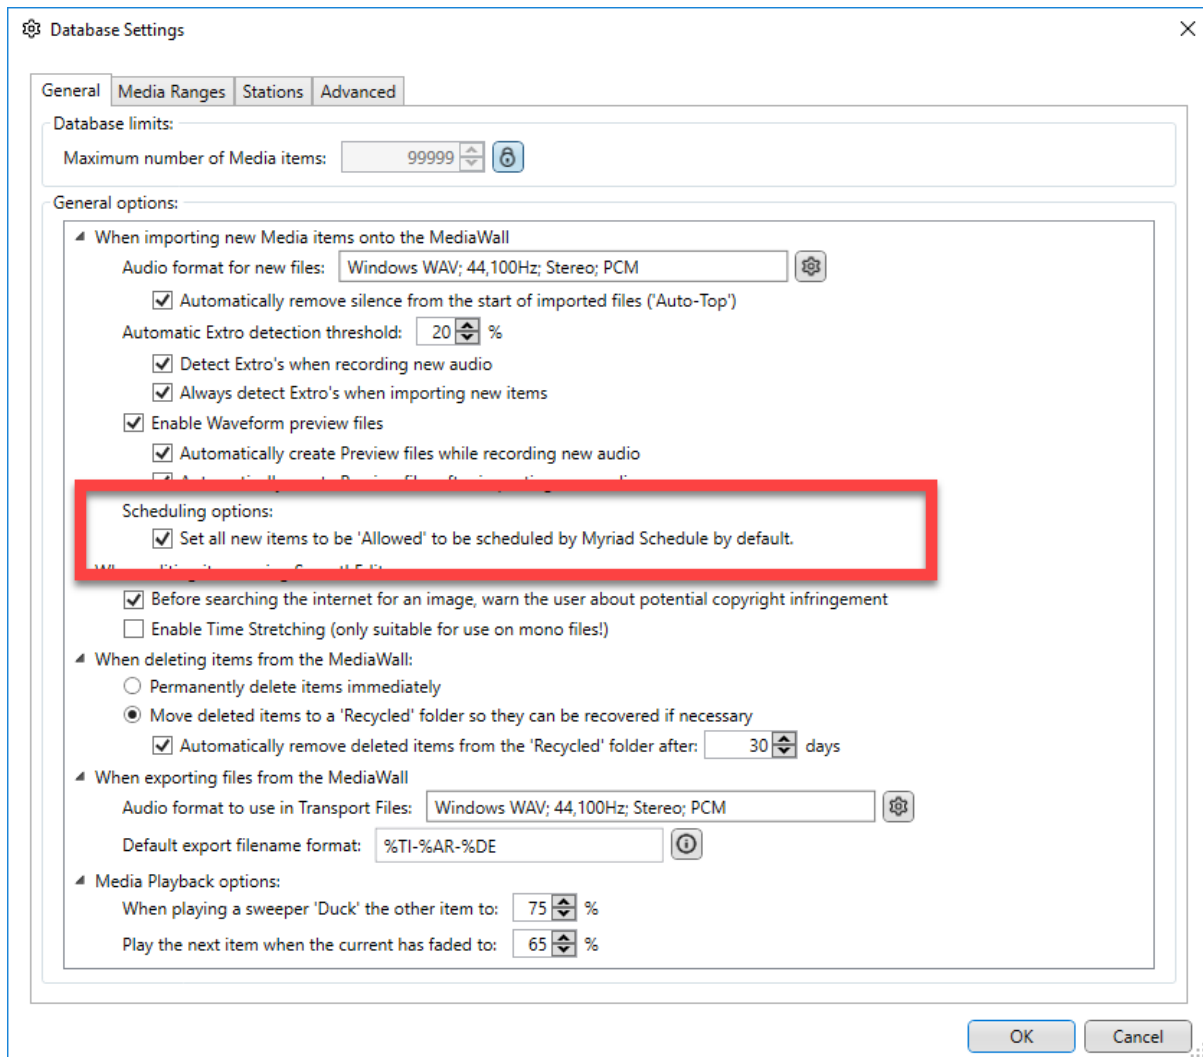 Database Settings
General Media Ranges Stations Advanced
Database limits:
Maximum number of Media items: 99999
General options:
When importing new Media items onto the MediaWall
Audio format for new files: Windows WAV; 44,100Hz; Stereo; PCM
Automatically remove silence from the start of imported files ('Auto-Top')
Automatic Extro detection threshold: 20 %
Detect Extro's when recording new audio
Always detect Extro's when importing new items
Enable Waveform preview files
Automatically create Preview files while recording new audio
Scheduling options:
Set all new items to be 'Allowed' to be scheduled by Myriad Schedule by default.
Before searching the internet for an image, warn the user about potential copyright infringement
Enable Time Stretching (only suitable for use on mono files!)
When deleting items from the MediaWall:
Permanently delete items immediately
Move deleted items to a 'Recycled' folder so they can be recovered if necessary
Automatically remove deleted items from the 'Recycled' folder after: 30 days
When exporting files from the MediaWall
Audio format to use in Transport Files: Windows WAV; 44,100Hz; Stereo; PCM
Default export filename format: %TI-%AR-%DE
Media Playback options:
When playing a sweeper 'Duck' the other item to: 75 %
Play the next item when the current has faded to: 65 %
OK Cancel